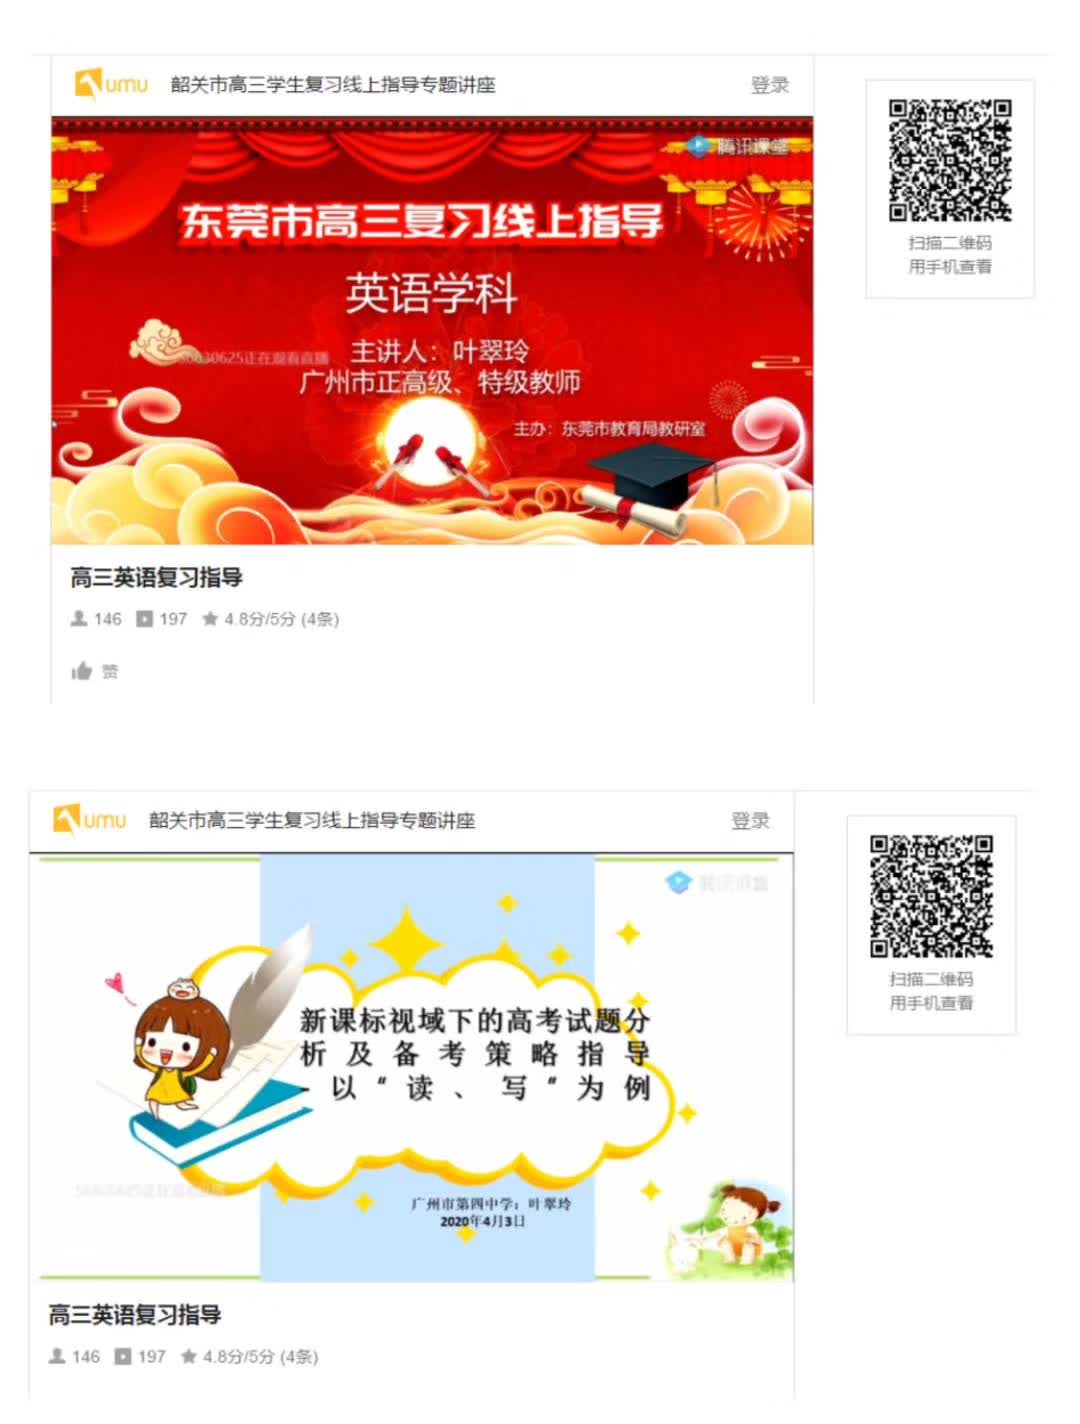 umu 韶关市高三学生复习线上指导专题讲座 登录
腾讯课堂
东莞市高三复习线上指导
英语学科
50630625正在观看直播
主讲人：叶翠玲
广州市正高级、特级教师
主办：东莞市教育局教研室
扫描二维码
用手机查看
高三英语复习指导
146 197 4.8分/5分 (4条)
赞
umu 韶关市高三学生复习线上指导专题讲座 登录
腾讯课堂
新课标视域下的高考试题分
析及备考策略指导
-以“读、写”为例
广州市第四中学：叶翠玲
2020年4月3日
扫描二维码
用手机查看
高三英语复习指导
146 197 4.8分/5分 (4条)